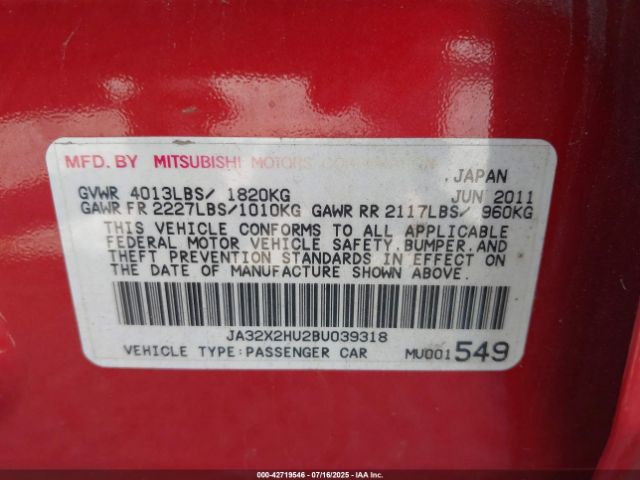 MFD. BY MITSUBISHI MOTORS CORPORATION
JAPAN
GVWR 4013LBS/ 1820KG JUN 2011
GAWR FR 2227LBS/1010KG GAWR RR 2117LBS/ 960KG
THIS VEHICLE CONFORMS TO ALL APPLICABLE
FEDERAL MOTOR VEHICLE SAFETY, BUMPER, AND
THEFT PREVENTION STANDARDS IN EFFECT ON
THE DATE OF MANUFACTURE SHOWN ABOVE.
JA32X2HU2BU039318
VEHICLE TYPE:PASSENGER CAR MU001549
000-42719546 - 07/16/2025 - IAAI.COM